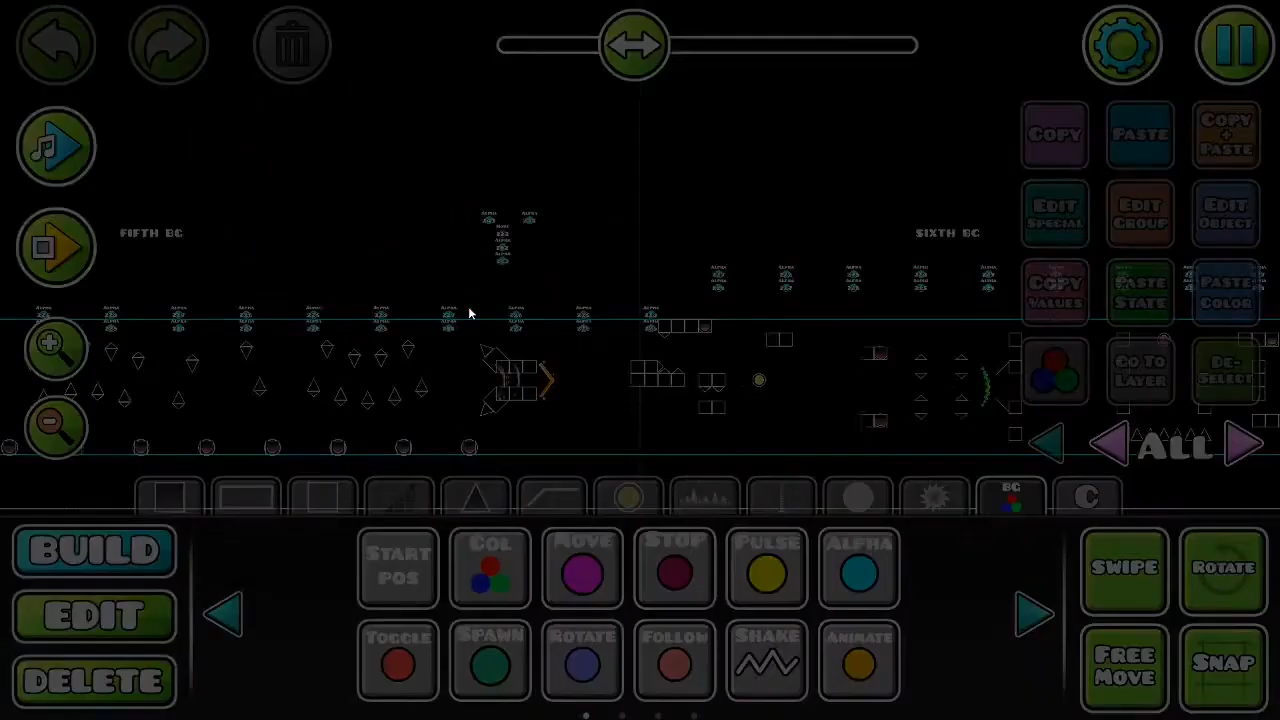 COPY
PASTE
COPY
+
PASTE
EDIT
SPECIAL
EDIT
GROUP
EDIT
OBJECT
FIFTH BG
SIXTH BG
COPY
VALUES
PASTE
STATE
PASTE
COLOR
GO TO
LAYER
DE-
SELECT
ALL
BG
C
BUILD
EDIT
DELETE
START
POS
COL
MOVE
STOP
PULSE
ALPHA
TOGGLE
SPAWN
ROTATE
FOLLOW
SHAKE
ANIMATE
SWIPE
ROTATE
FREE
MOVE
SNAP